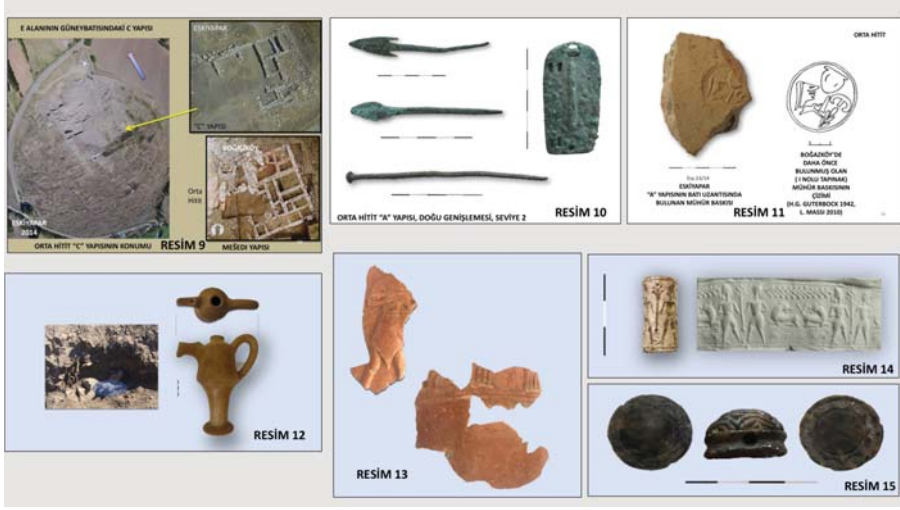 E ALANININ GÜNEYBATISINDAKİ C YAPISI
ESKİYAPAR
"C" YAPISI
BOĞAZKÖY
Orta
Hitit
ESKİYAPAR
2014
ORTA HİTİT "C" YAPISININ KONUMU
RESİM 9
MEŠEDI YAPISI
ORTA HİTİT "A" YAPISI, DOĞU GENİŞLEMESİ, SEVİYE 2
RESİM 10
ORTA HİTİT
ESKİYAPAR
"A" YAPISININ BATI UZANTISINDA
BULUNAN MÜHÜR BASKISI
RESİM 11
BOĞAZKÖY'DE
DAHA ÖNCE
BULUNMUŞ OLAN
( I NOLU TAPINAK)
MÜHÜR BASKISININ
ÇİZİMİ
(H.G. GUTERBOCK 1942,
L. MASSI 2010)
RESİM 12
RESİM 13
RESİM 14
RESİM 15